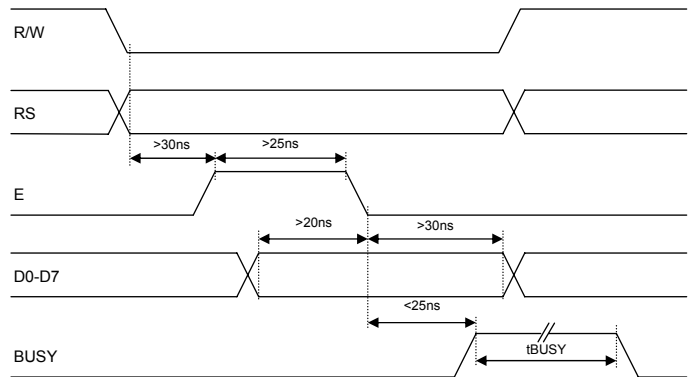 R/W
RS
>30ns >25ns
E
>20ns >30ns
D0-D7
<25ns
BUSY
tBUSY